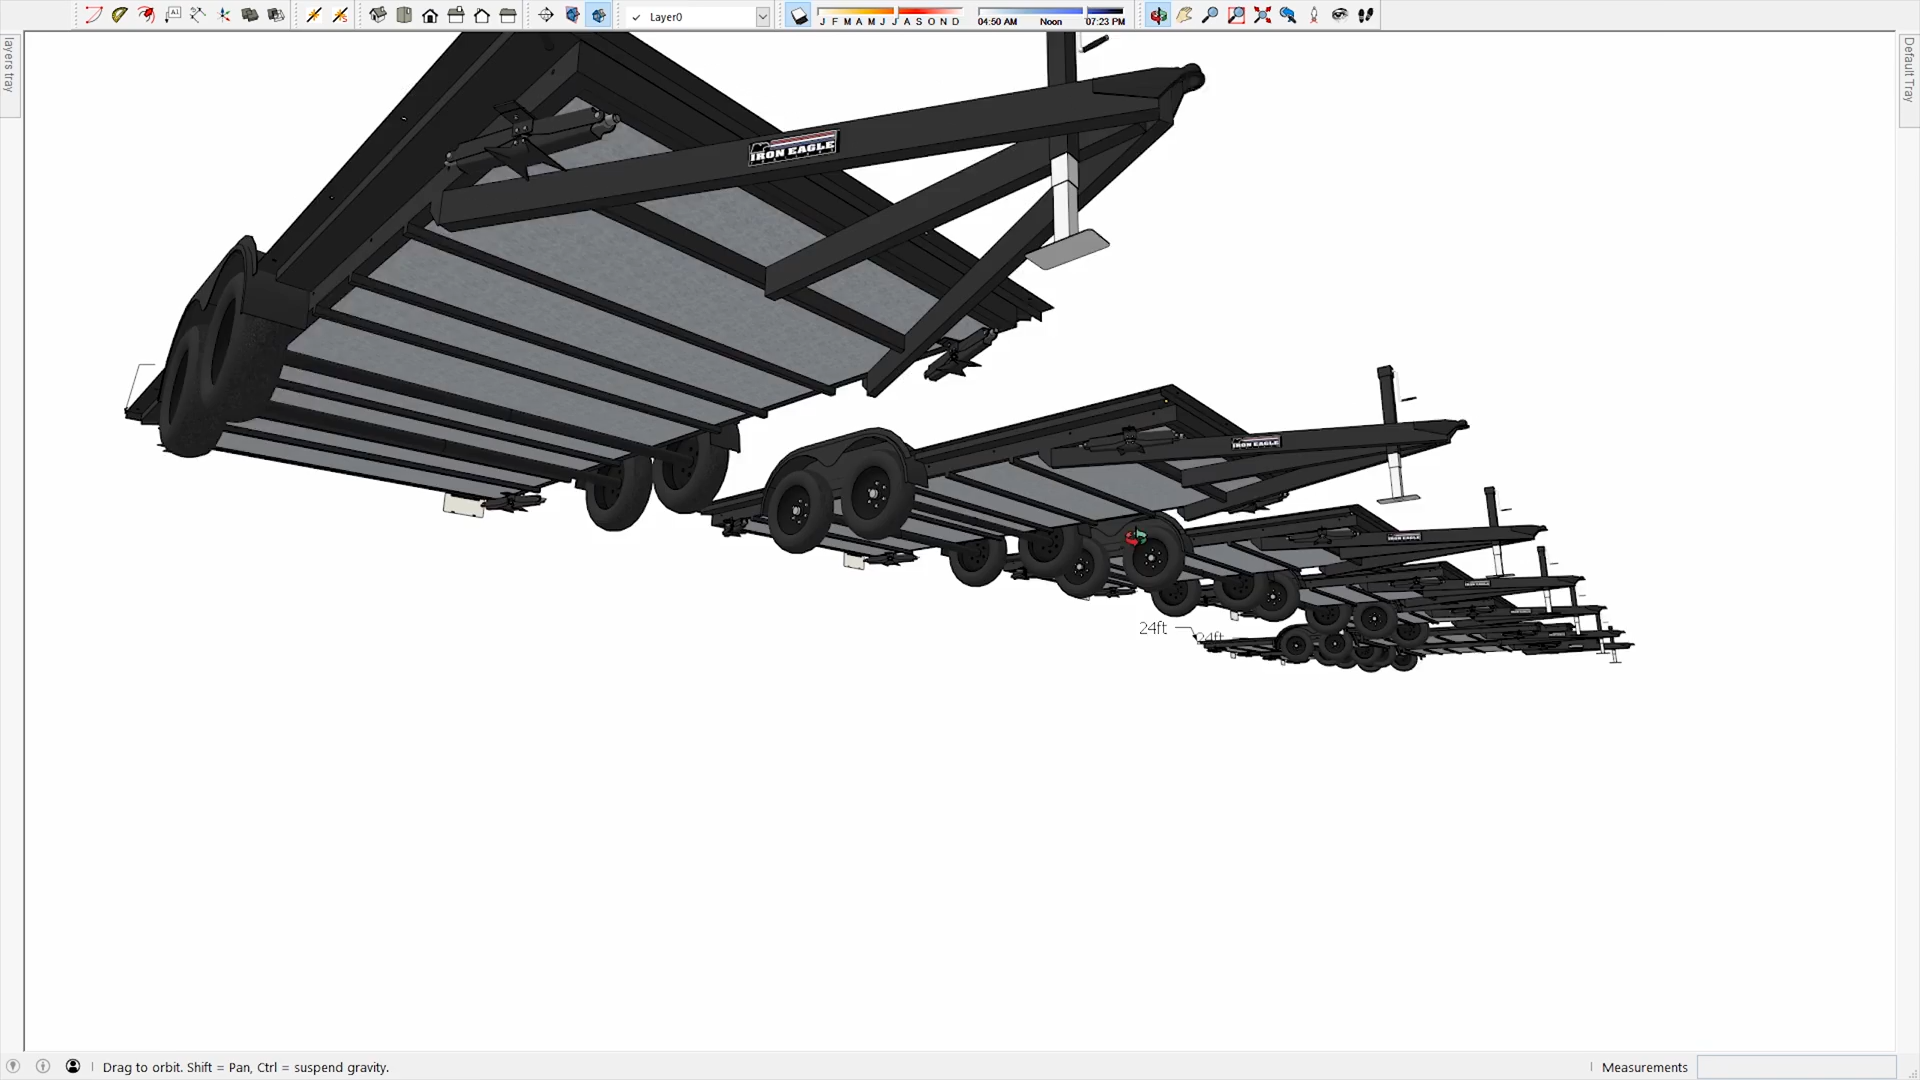 Layer0
J F M A M J J A S O N D
04:50 AM Noon 07:23 PM
layers tray
Default Tray
IRON EAGLE
IRON EAGLE
IRON EAGLE
24ft
24ft
Drag to orbit. Shift = Pan, Ctrl = suspend gravity.
Measurements